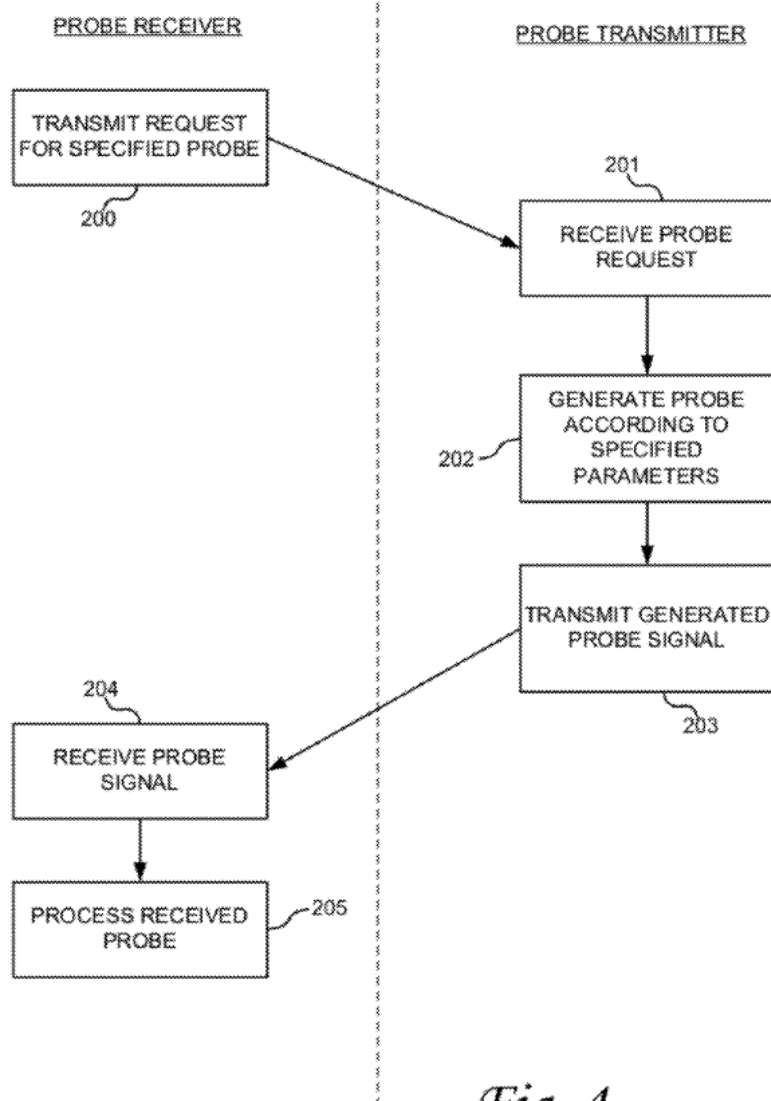 PROBE RECEIVER
PROBE TRANSMITTER
TRANSMIT REQUEST
FOR SPECIFIED PROBE
200
201
RECEIVE PROBE
REQUEST
GENERATE PROBE
ACCORDING TO
SPECIFIED
PARAMETERS
202
TRANSMIT GENERATED
PROBE SIGNAL
203
204
RECEIVE PROBE
SIGNAL
PROCESS RECEIVED
PROBE
205
Fig. 4